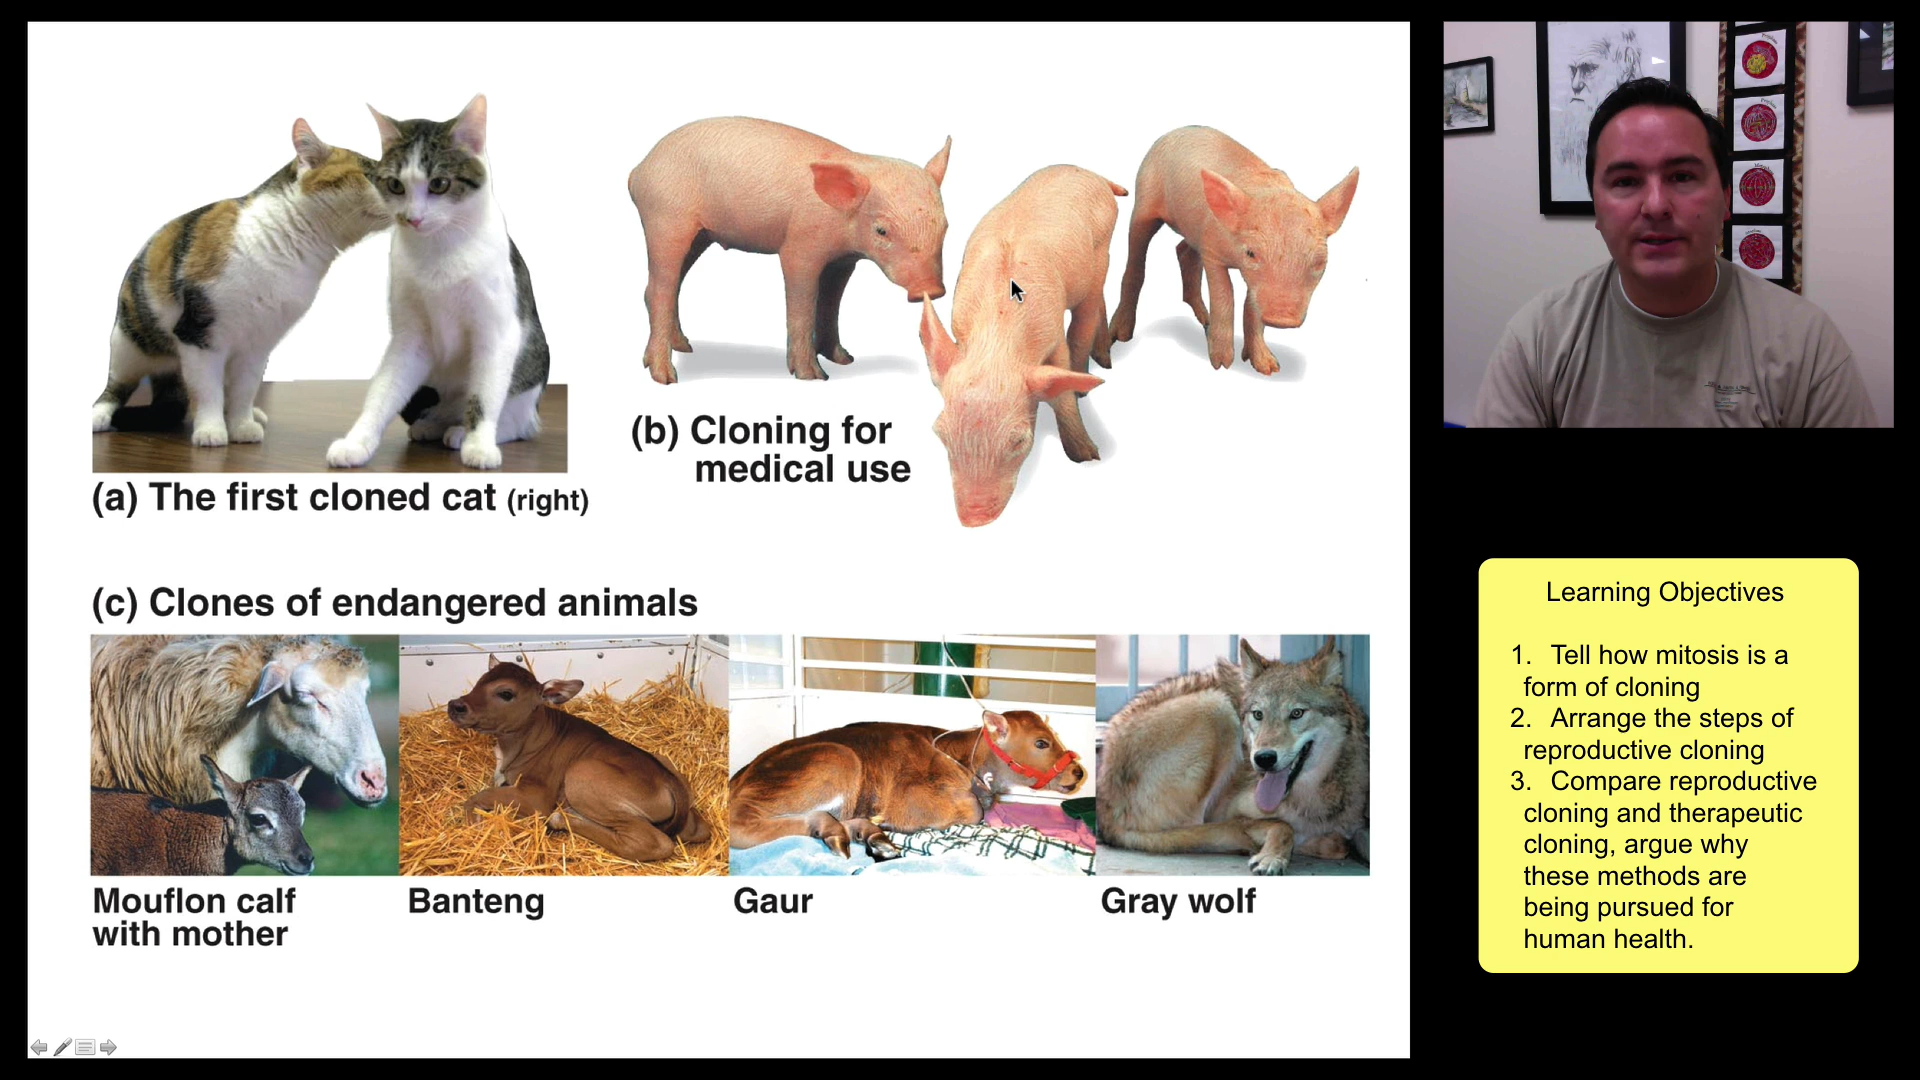 (a) The first cloned cat (right)
(b) Cloning for
medical use
(c) Clones of endangered animals
Mouflon calf
with mother
Banteng
Gaur
Gray wolf
Learning Objectives
1. Tell how mitosis is a
form of cloning
2. Arrange the steps of
reproductive cloning
3. Compare reproductive
cloning and therapeutic
cloning, argue why
these methods are
being pursued for
human health.